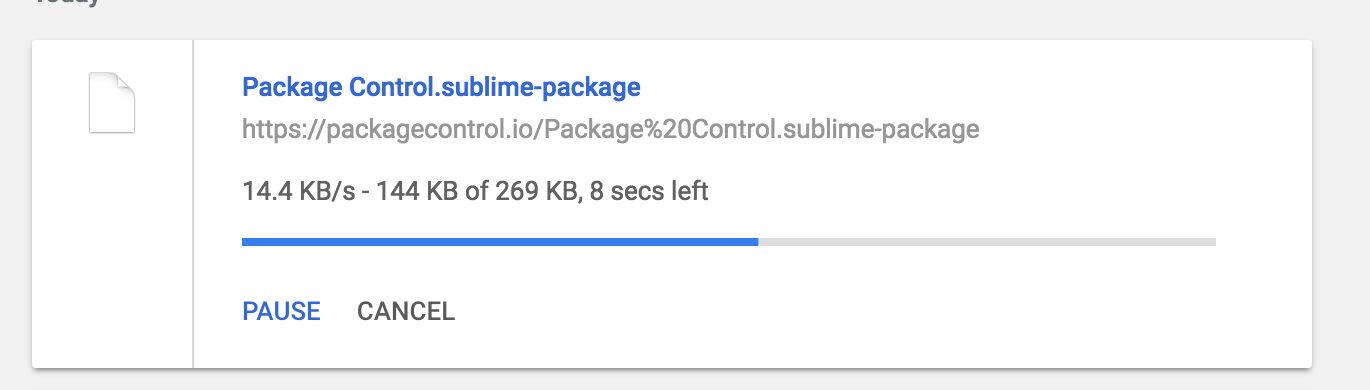 Today
Package Control.sublime-package
https://packagecontrol.io/Package%20Control.sublime-package
14.4 KB/s - 144 KB of 269 KB, 8 secs left
PAUSE CANCEL